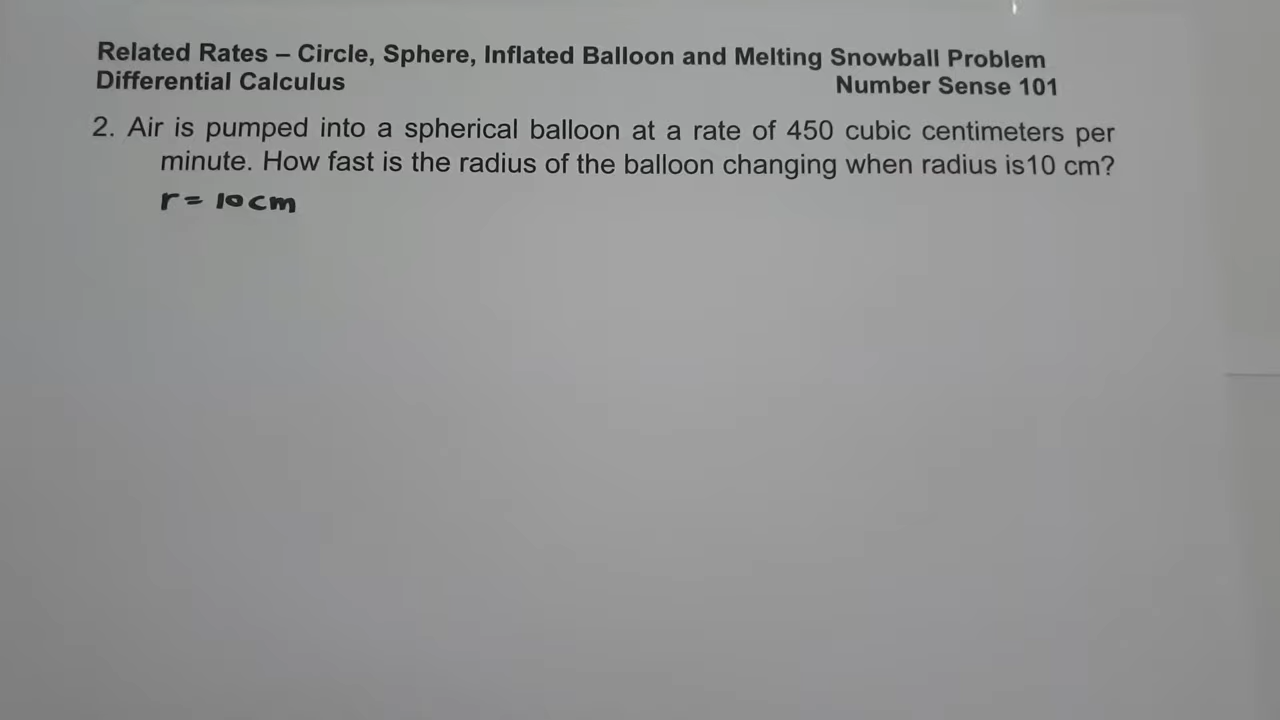 Related Rates – Circle, Sphere, Inflated Balloon and Melting Snowball Problem
Differential Calculus Number Sense 101
2. Air is pumped into a spherical balloon at a rate of 450 cubic centimeters per
minute. How fast is the radius of the balloon changing when radius is10 cm?
r = 10cm